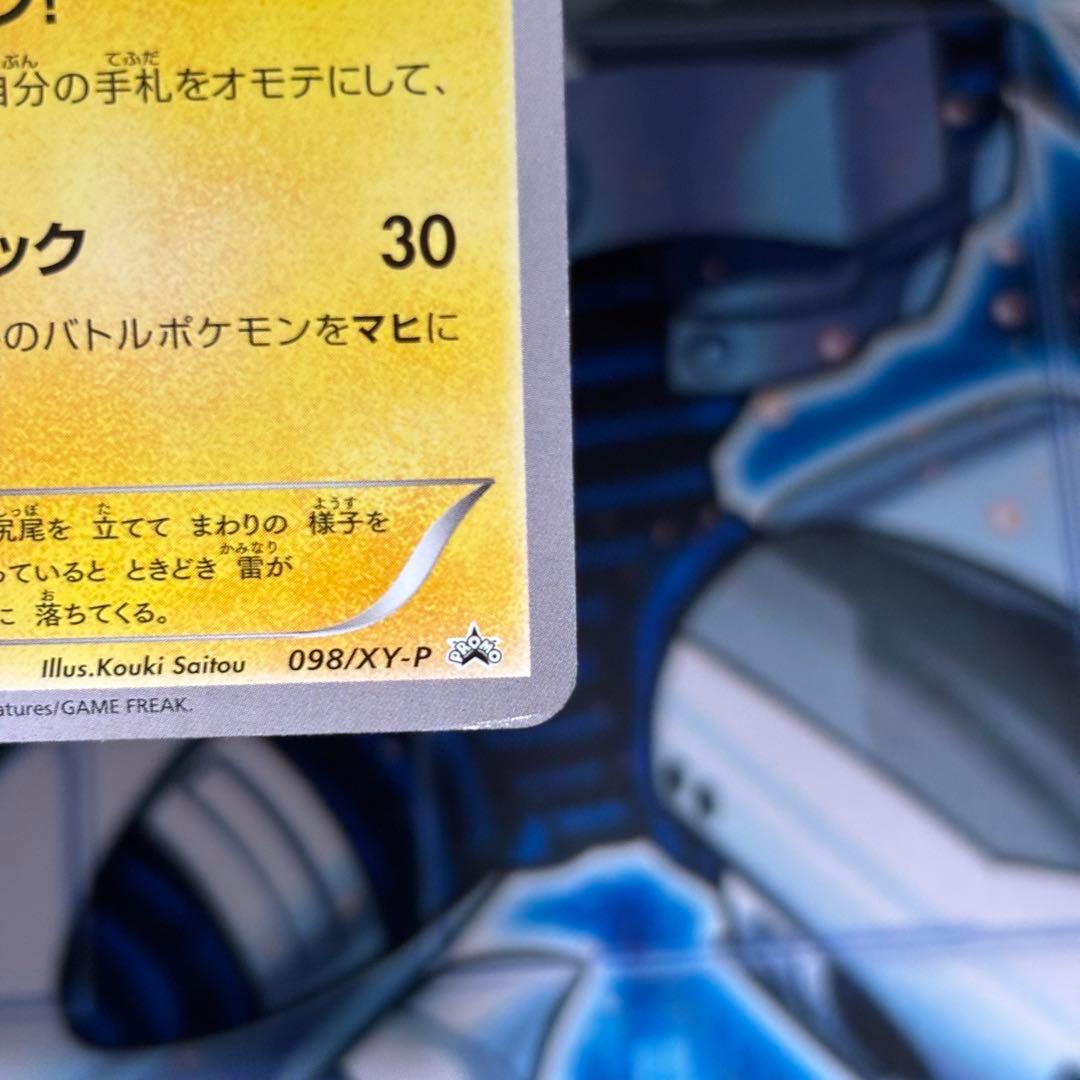 ン!
自分の手札をオモテにして、
ック 30
のバトルポケモンをマヒに
尻尾を 立てて まわりの 様子を
っていると ときどき 雷が
に 落ちてくる。
Illus.Kouki Saitou 098/XY-P PROMO
atures/GAME FREAK.